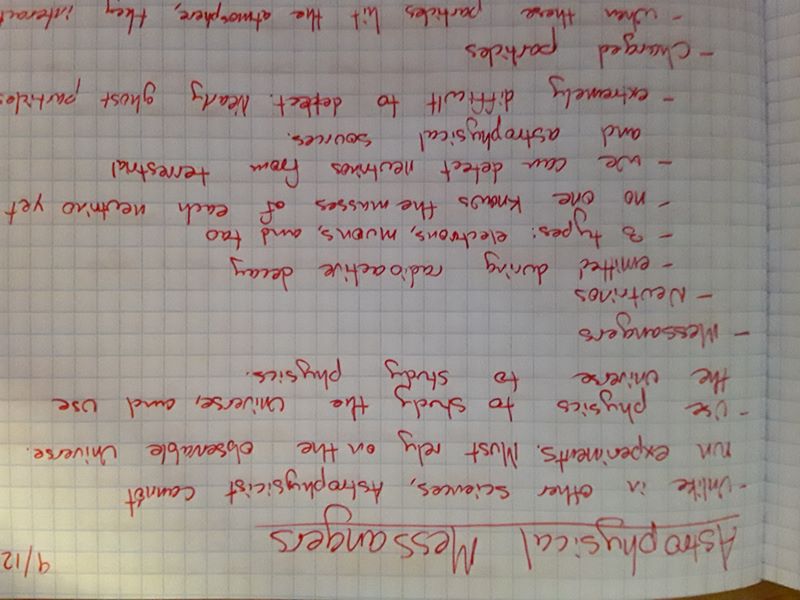 9/12
Astrophysical Messangers
- Unlike in other sciences, Astrophysicist cannot
run experiments. Must rely on the observable universe.
- Use physics to study the universe, and use
the universe to study physics.
- Messangers
- Neutrinos
- emitted during radioactive decay
- 3 types: electrons, muons, and tao
- no one knows the masses of each neutrino yet
- we can detect neutrinos from terrestrial
and astrophysical sources.
- extremely difficult to detect. Nearly ghost particles
- Charged particles
- when these particles hit the atmosphere, they interact